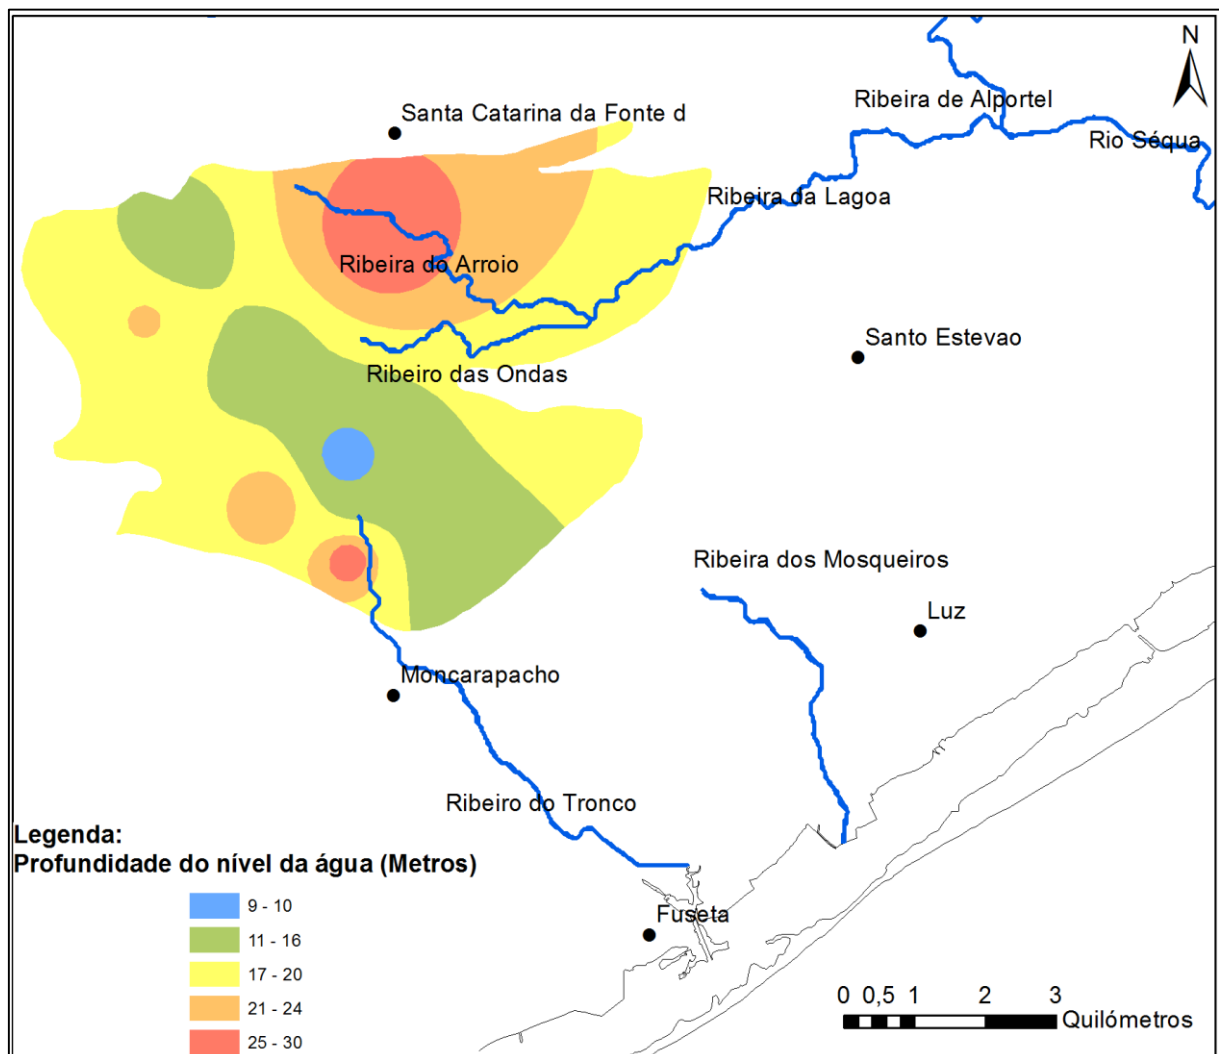 N
Santa Catarina da Fonte d
Ribeira de Alportel
Rio Séqua
Ribeira da Lagoa
Ribeira do Arroio
Santo Estevao
Ribeiro das Ondas
Ribeira dos Mosqueiros
Luz
Moncarapacho
Ribeiro do Tronco
Legenda:
Profundidade do nível da água (Metros)
9 - 10
11 - 16
17 - 20
21 - 24
25 - 30
Fuseta
0 0,5 1 2 3
Quilómetros